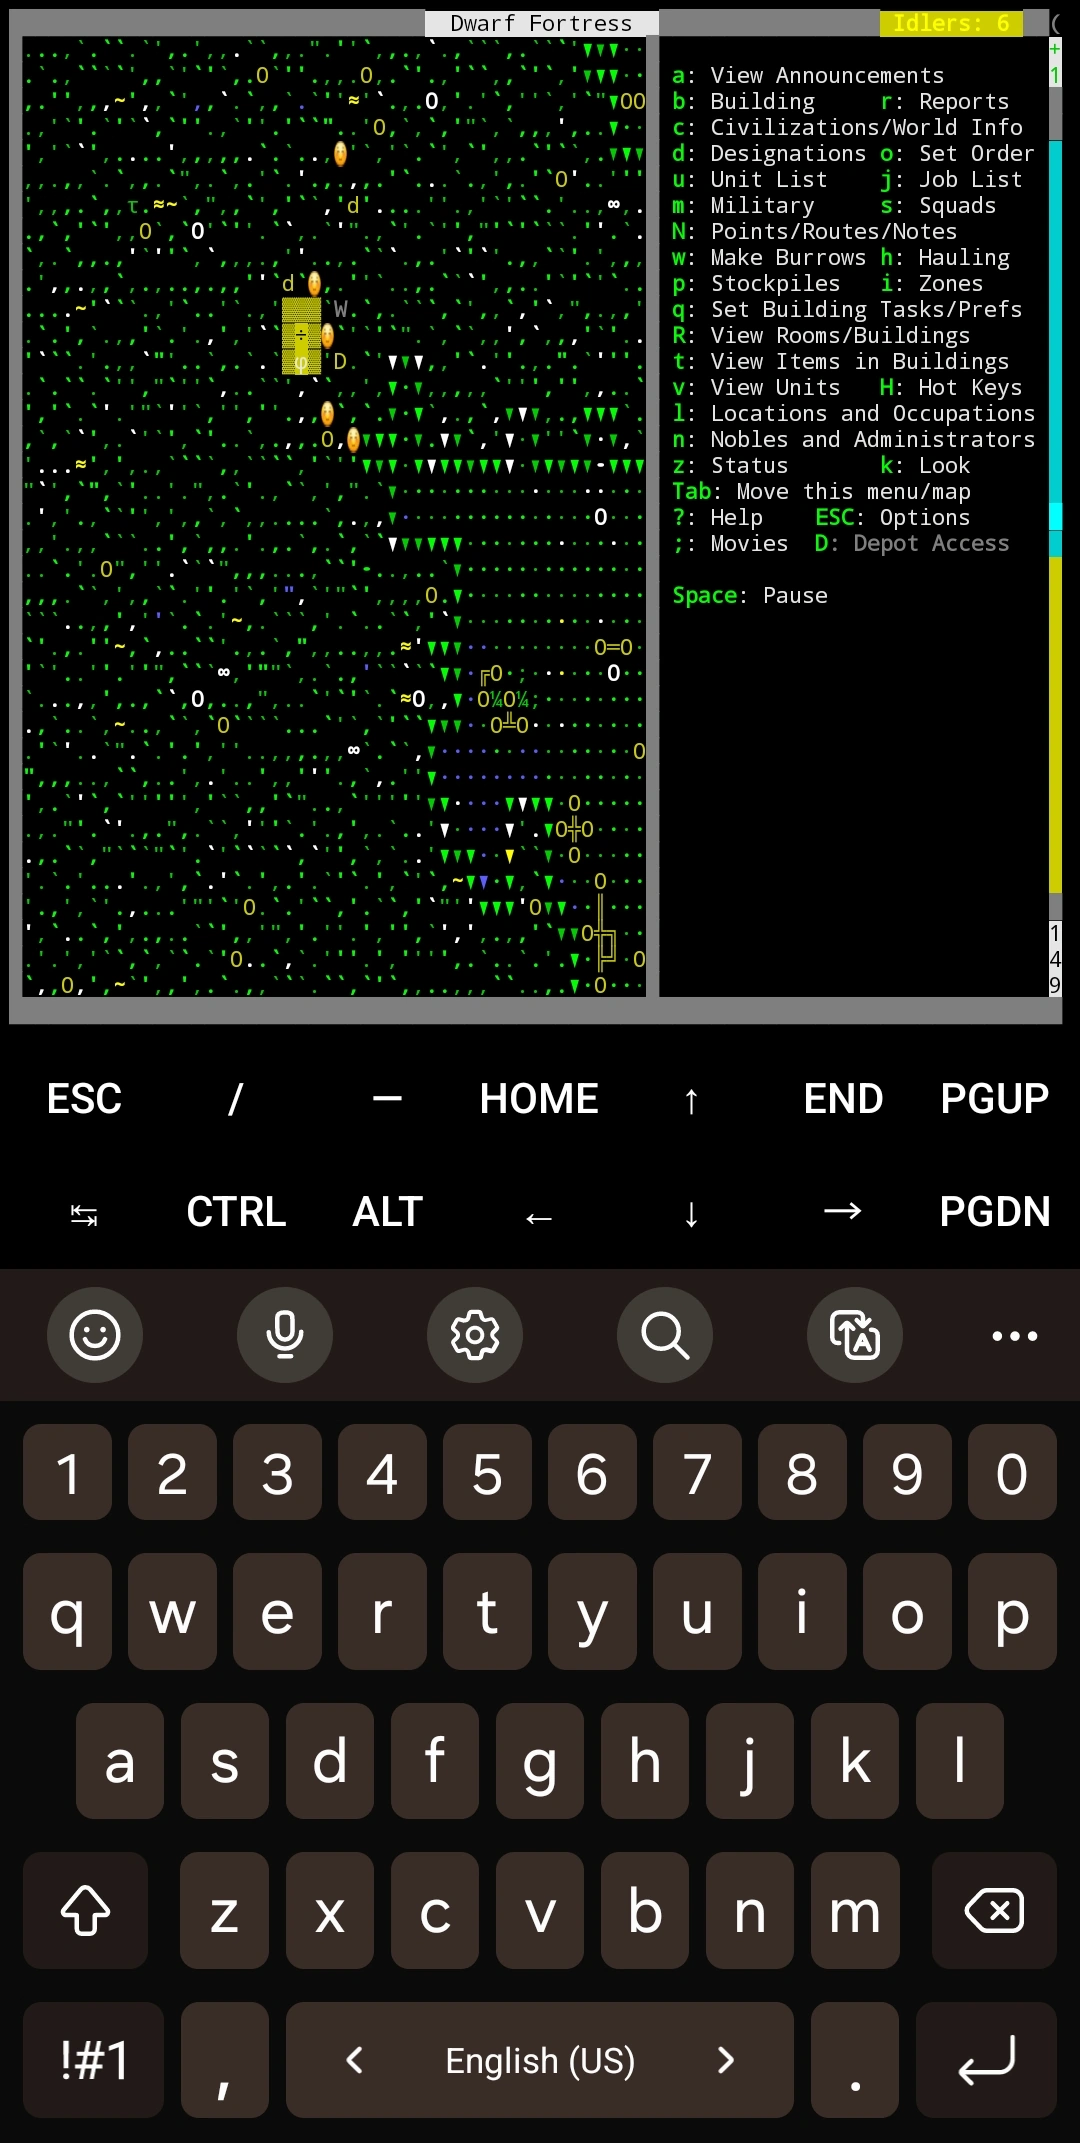 Dwarf Fortress
Idlers: 6
a: View Announcements
b: Building r: Reports
c: Civilizations/World Info
d: Designations o: Set Order
u: Unit List j: Job List
m: Military s: Squads
N: Points/Routes/Notes
w: Make Burrows h: Hauling
p: Stockpiles i: Zones
q: Set Building Tasks/Prefs
R: View Rooms/Buildings
t: View Items in Buildings
v: View Units H: Hot Keys
l: Locations and Occupations
n: Nobles and Administrators
z: Status k: Look
Tab: Move this menu/map
?: Help ESC: Options
;: Movies D: Depot Access
Space: Pause
+
1
1
4
9
ESC / — HOME ↑ END PGUP
↹ CTRL ALT ← ↓ → PGDN
1 2 3 4 5 6 7 8 9 0
q w e r t y u i o p
a s d f g h j k l
z x c v b n m
!#1 , < English (US) > .